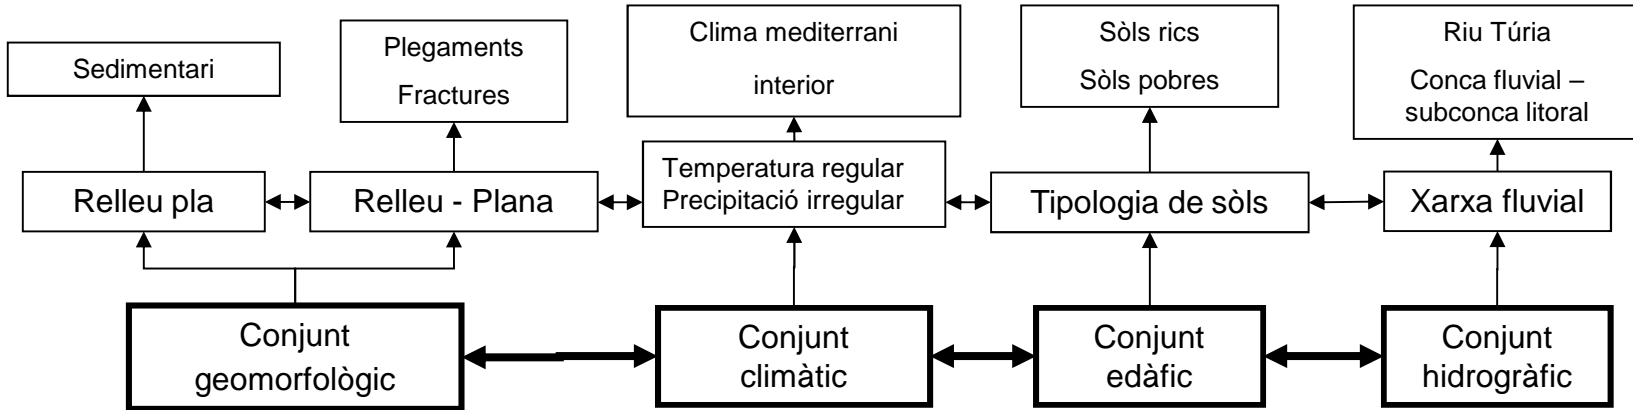 Sedimentari
Plegaments
Fractures
Clima mediterrani
interior
Sòls rics
Sòls pobres
Riu Túria
Conca fluvial –
subconca litoral
Relleu pla
Relleu - Plana
Temperatura regular
Precipitació irregular
Tipologia de sòls
Xarxa fluvial
Conjunt
geomorfològic
Conjunt
climàtic
Conjunt
edàfic
Conjunt
hidrogràfic